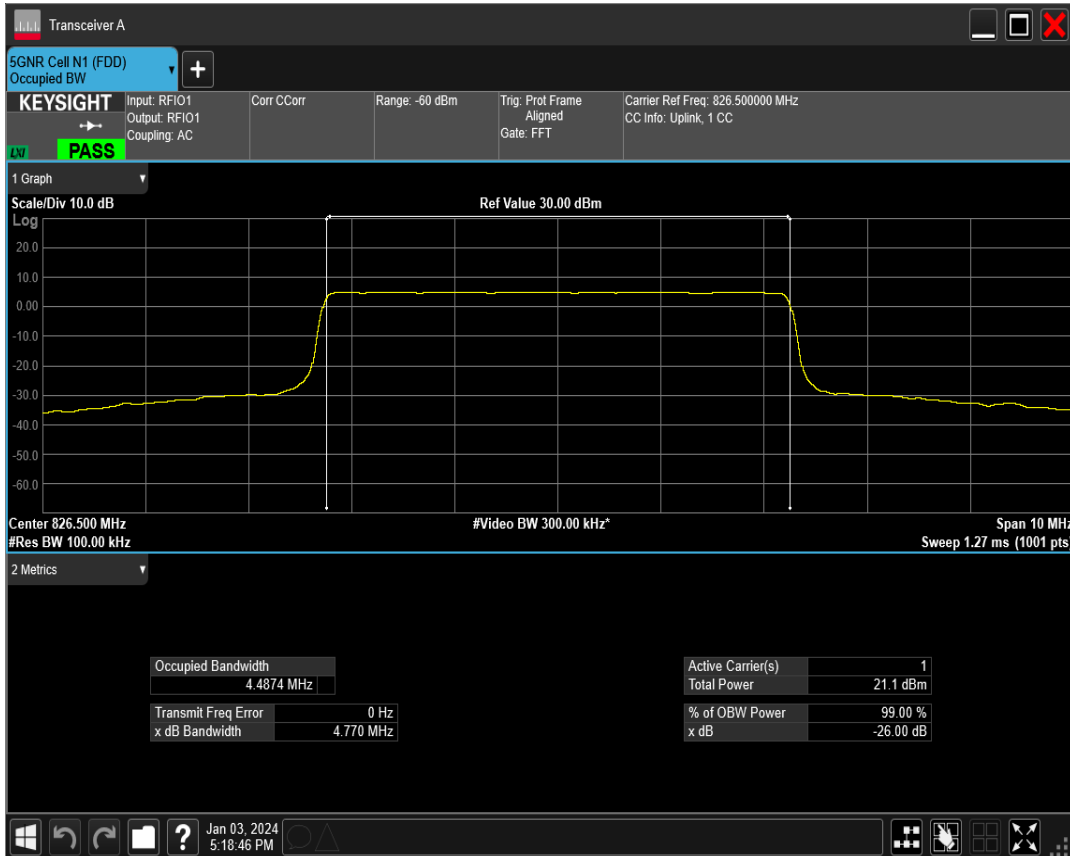 Transceiver A
5GNR Cell N1 (FDD)
Occupied BW
+
KEYSIGHT
LXI
PASS
Input: RFIO1
Output: RFIO1
Coupling: AC
Corr CCorr
Range: -60 dBm
Trig: Prot Frame
Aligned
Gate: FFT
Carrier Ref Freq: 826.500000 MHz
CC Info: Uplink, 1 CC
1 Graph
Scale/Div 10.0 dB
Ref Value 30.00 dBm
Log
20.0
10.0
0.00
-10.0
-20.0
-30.0
-40.0
-50.0
-60.0
Center 826.500 MHz
#Video BW 300.00 kHz*
Span 10 MHz
#Res BW 100.00 kHz
Sweep 1.27 ms (1001 pts)
2 Metrics
Occupied Bandwidth
4.4874 MHz
Active Carrier(s) 1
Total Power 21.1 dBm
Transmit Freq Error 0 Hz
x dB Bandwidth 4.770 MHz
% of OBW Power 99.00 %
x dB -26.00 dB
?
Jan 03, 2024
5:18:46 PM